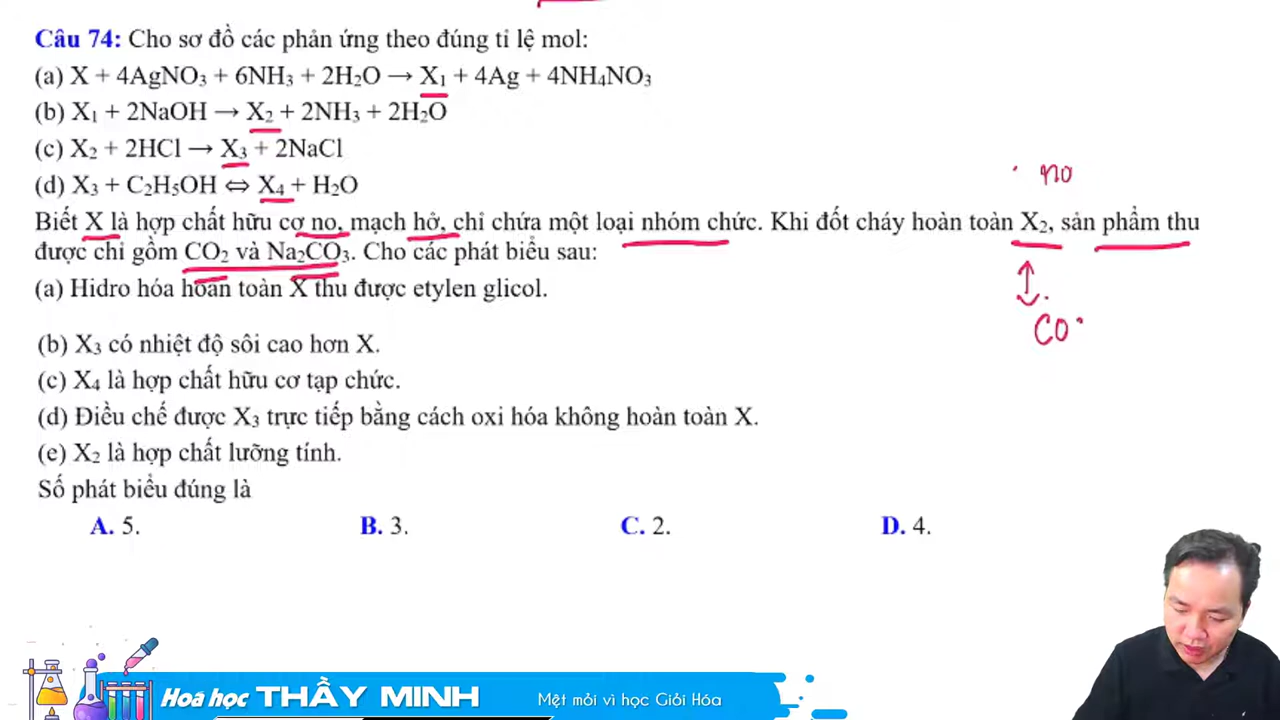 Câu 74: Cho sơ đồ các phản ứng theo đúng tỉ lệ mol:
(a) X + 4AgNO₃ + 6NH₃ + 2H₂O → X₁ + 4Ag + 4NH₄NO₃
(b) X₁ + 2NaOH → X₂ + 2NH₃ + 2H₂O
(c) X₂ + 2HCl → X₃ + 2NaCl
(d) X₃ + C₂H₅OH ⇔ X₄ + H₂O
no
Biết X là hợp chất hữu cơ no, mạch hở, chỉ chứa một loại nhóm chức. Khi đốt cháy hoàn toàn X₂, sản phẩm thu
được chỉ gồm CO₂ và Na₂CO₃. Cho các phát biểu sau:
(a) Hidro hóa hoàn toàn X thu được etylen glicol.
CO
(b) X₃ có nhiệt độ sôi cao hơn X.
(c) X₄ là hợp chất hữu cơ tạp chức.
(d) Điều chế được X₃ trực tiếp bằng cách oxi hóa không hoàn toàn X.
(e) X₂ là hợp chất lưỡng tính.
Số phát biểu đúng là
A. 5. B. 3. C. 2. D. 4.
Hoá học THẦY MINH Mệt mỏi vì học Giỏi Hóa